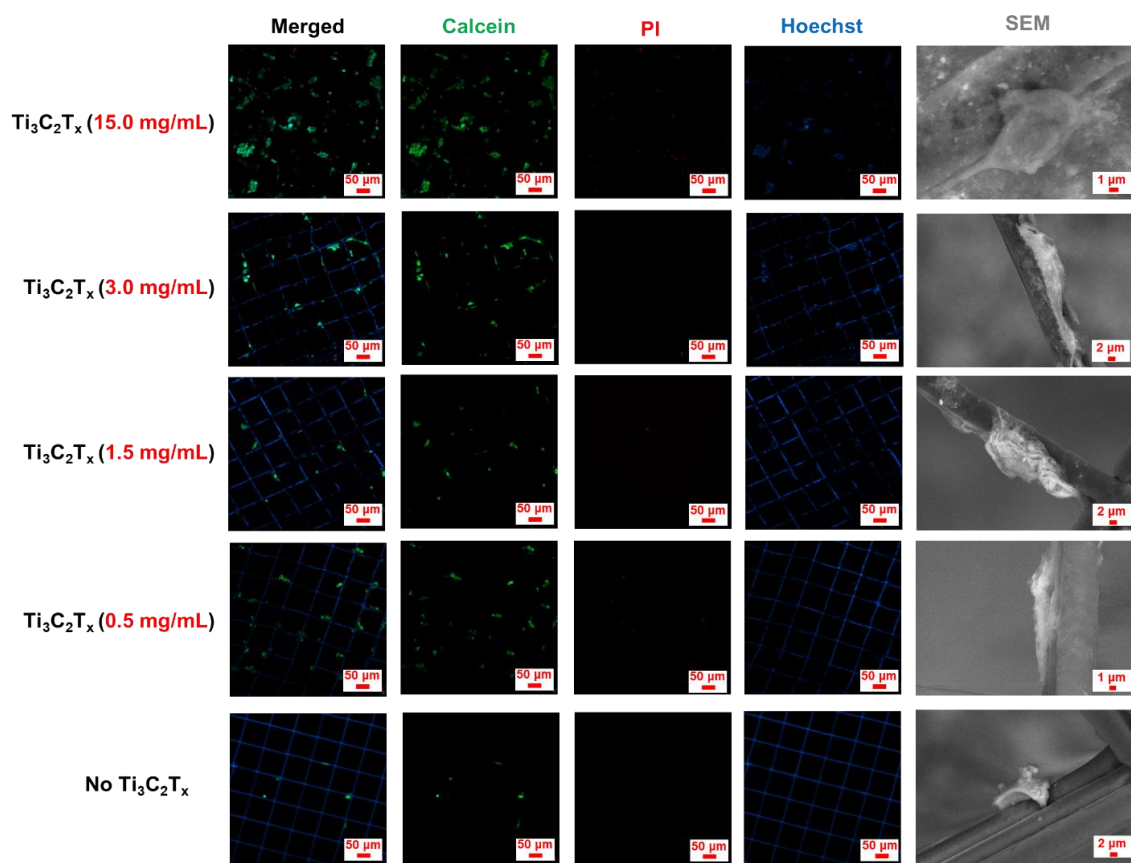 Merged Calcein PI Hoechst SEM
Ti₃C₂Tₓ (15.0 mg/mL)
50 µm 50 µm 50 µm 50 µm 1 µm
Ti₃C₂Tₓ (3.0 mg/mL)
50 µm 50 µm 50 µm 50 µm 2 µm
Ti₃C₂Tₓ (1.5 mg/mL)
50 µm 50 µm 50 µm 50 µm 2 µm
Ti₃C₂Tₓ (0.5 mg/mL)
50 µm 50 µm 50 µm 50 µm 1 µm
No Ti₃C₂Tₓ
50 µm 50 µm 50 µm 50 µm 2 µm